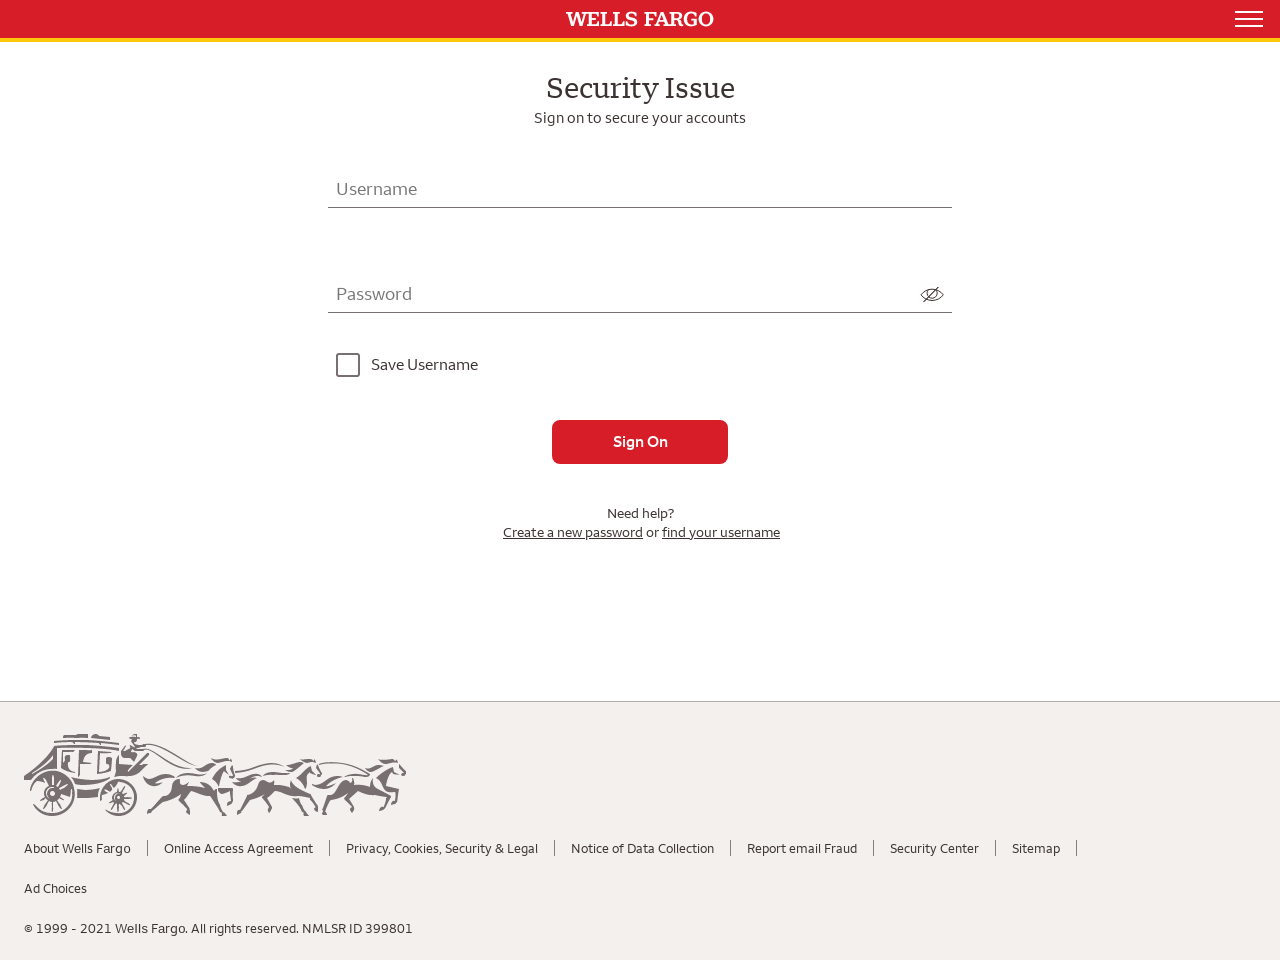 WELLS FARGO
Security Issue
Sign on to secure your accounts
Username
Password
Save Username
Sign On
Need help?
Create a new password or find your username
About Wells Fargo
Online Access Agreement
Privacy, Cookies, Security & Legal
Notice of Data Collection
Report email Fraud
Security Center
Sitemap
Ad Choices
© 1999 - 2021 Wells Fargo. All rights reserved. NMLSR ID 399801